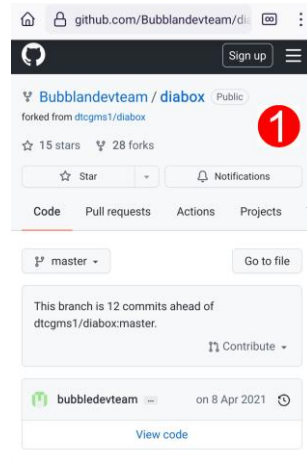 github.com/Bubblandevteam/di
Sign up
Bubblandevteam / diabox Public
forked from dtcgms1/diabox
1
15 stars 28 forks
Star Notifications
Code Pull requests Actions Projects
master Go to file
This branch is 12 commits ahead of
dtcgms1/diabox:master.
Contribute
bubbledevteam ... on 8 Apr 2021
View code